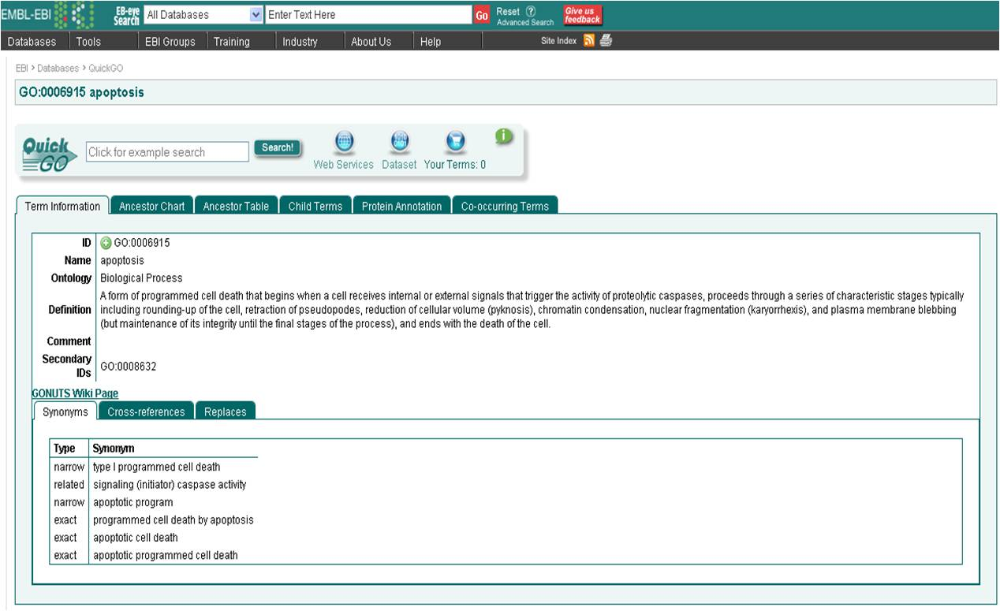 EMBL-EBI
EB-eye Search
All Databases
Enter Text Here
Go
Reset ?
Advanced Search
Give us feedback
Databases Tools EBI Groups Training Industry About Us Help Site Index
EBI > Databases > QuickGO
GO:0006915 apoptosis
Quick GO
Click for example search
Search!
Web Services Dataset Your Terms: 0
i
Term Information Ancestor Chart Ancestor Table Child Terms Protein Annotation Co-occurring Terms
ID GO:0006915
Name apoptosis
Ontology Biological Process
Definition
A form of programmed cell death that begins when a cell receives internal or external signals that trigger the activity of proteolytic caspases, proceeds through a series of characteristic stages typically
including rounding-up of the cell, retraction of pseudopodes, reduction of cellular volume (pyknosis), chromatin condensation, nuclear fragmentation (karyorrhexis), and plasma membrane blebbing
(but maintenance of its integrity until the final stages of the process), and ends with the death of the cell.
Comment
Secondary
IDs
GO:0008632
GONUTS Wiki Page
Synonyms Cross-references Replaces
Type Synonym
narrow type I programmed cell death
related signaling (initiator) caspase activity
narrow apoptotic program
exact programmed cell death by apoptosis
exact apoptotic cell death
exact apoptotic programmed cell death